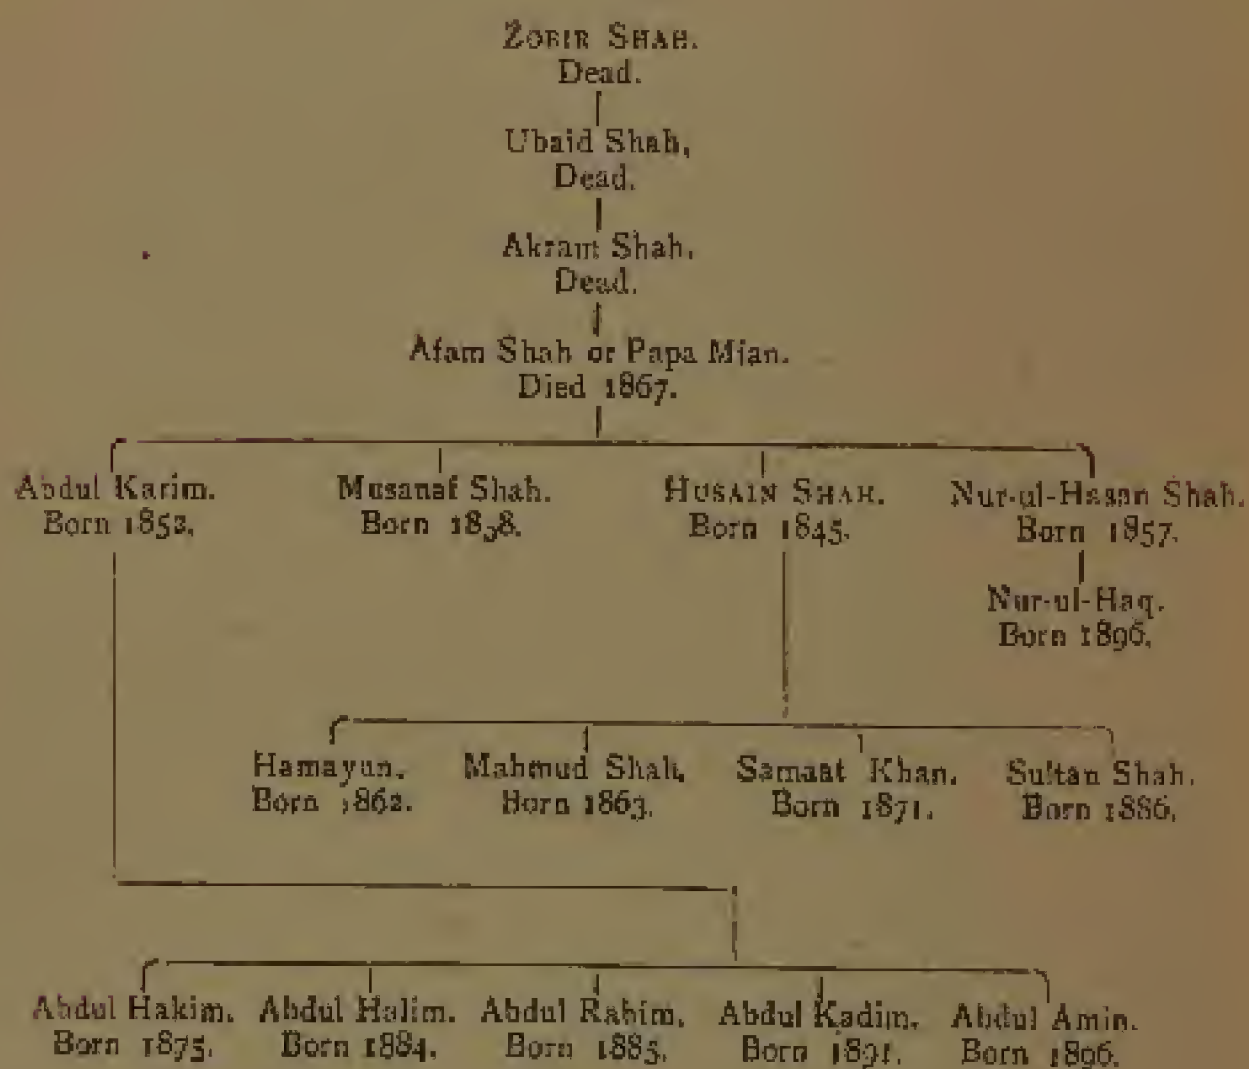 ZOBIR SHAH.
Dead.
Ubaid Shah,
Dead.
Akram Shah.
Dead.
Afam Shah or Papa Mian.
Died 1867.
Abdul Karim. Musanaf Shah. HUSAIN SHAH. Nur-ul-Hasan Shah.
Born 1852. Born 1838. Born 1845. Born 1857.
Nur-ul-Haq.
Born 1896.
Hamayun. Mahmud Shah. Samaat Khan. Sultan Shah.
Born 1862. Born 1863. Born 1871. Born 1886.
Abdul Hakim. Abdul Halim. Abdul Rahim. Abdul Kadim. Abdul Amin.
Born 1875. Born 1884. Born 1885. Born 1891. Born 1896.